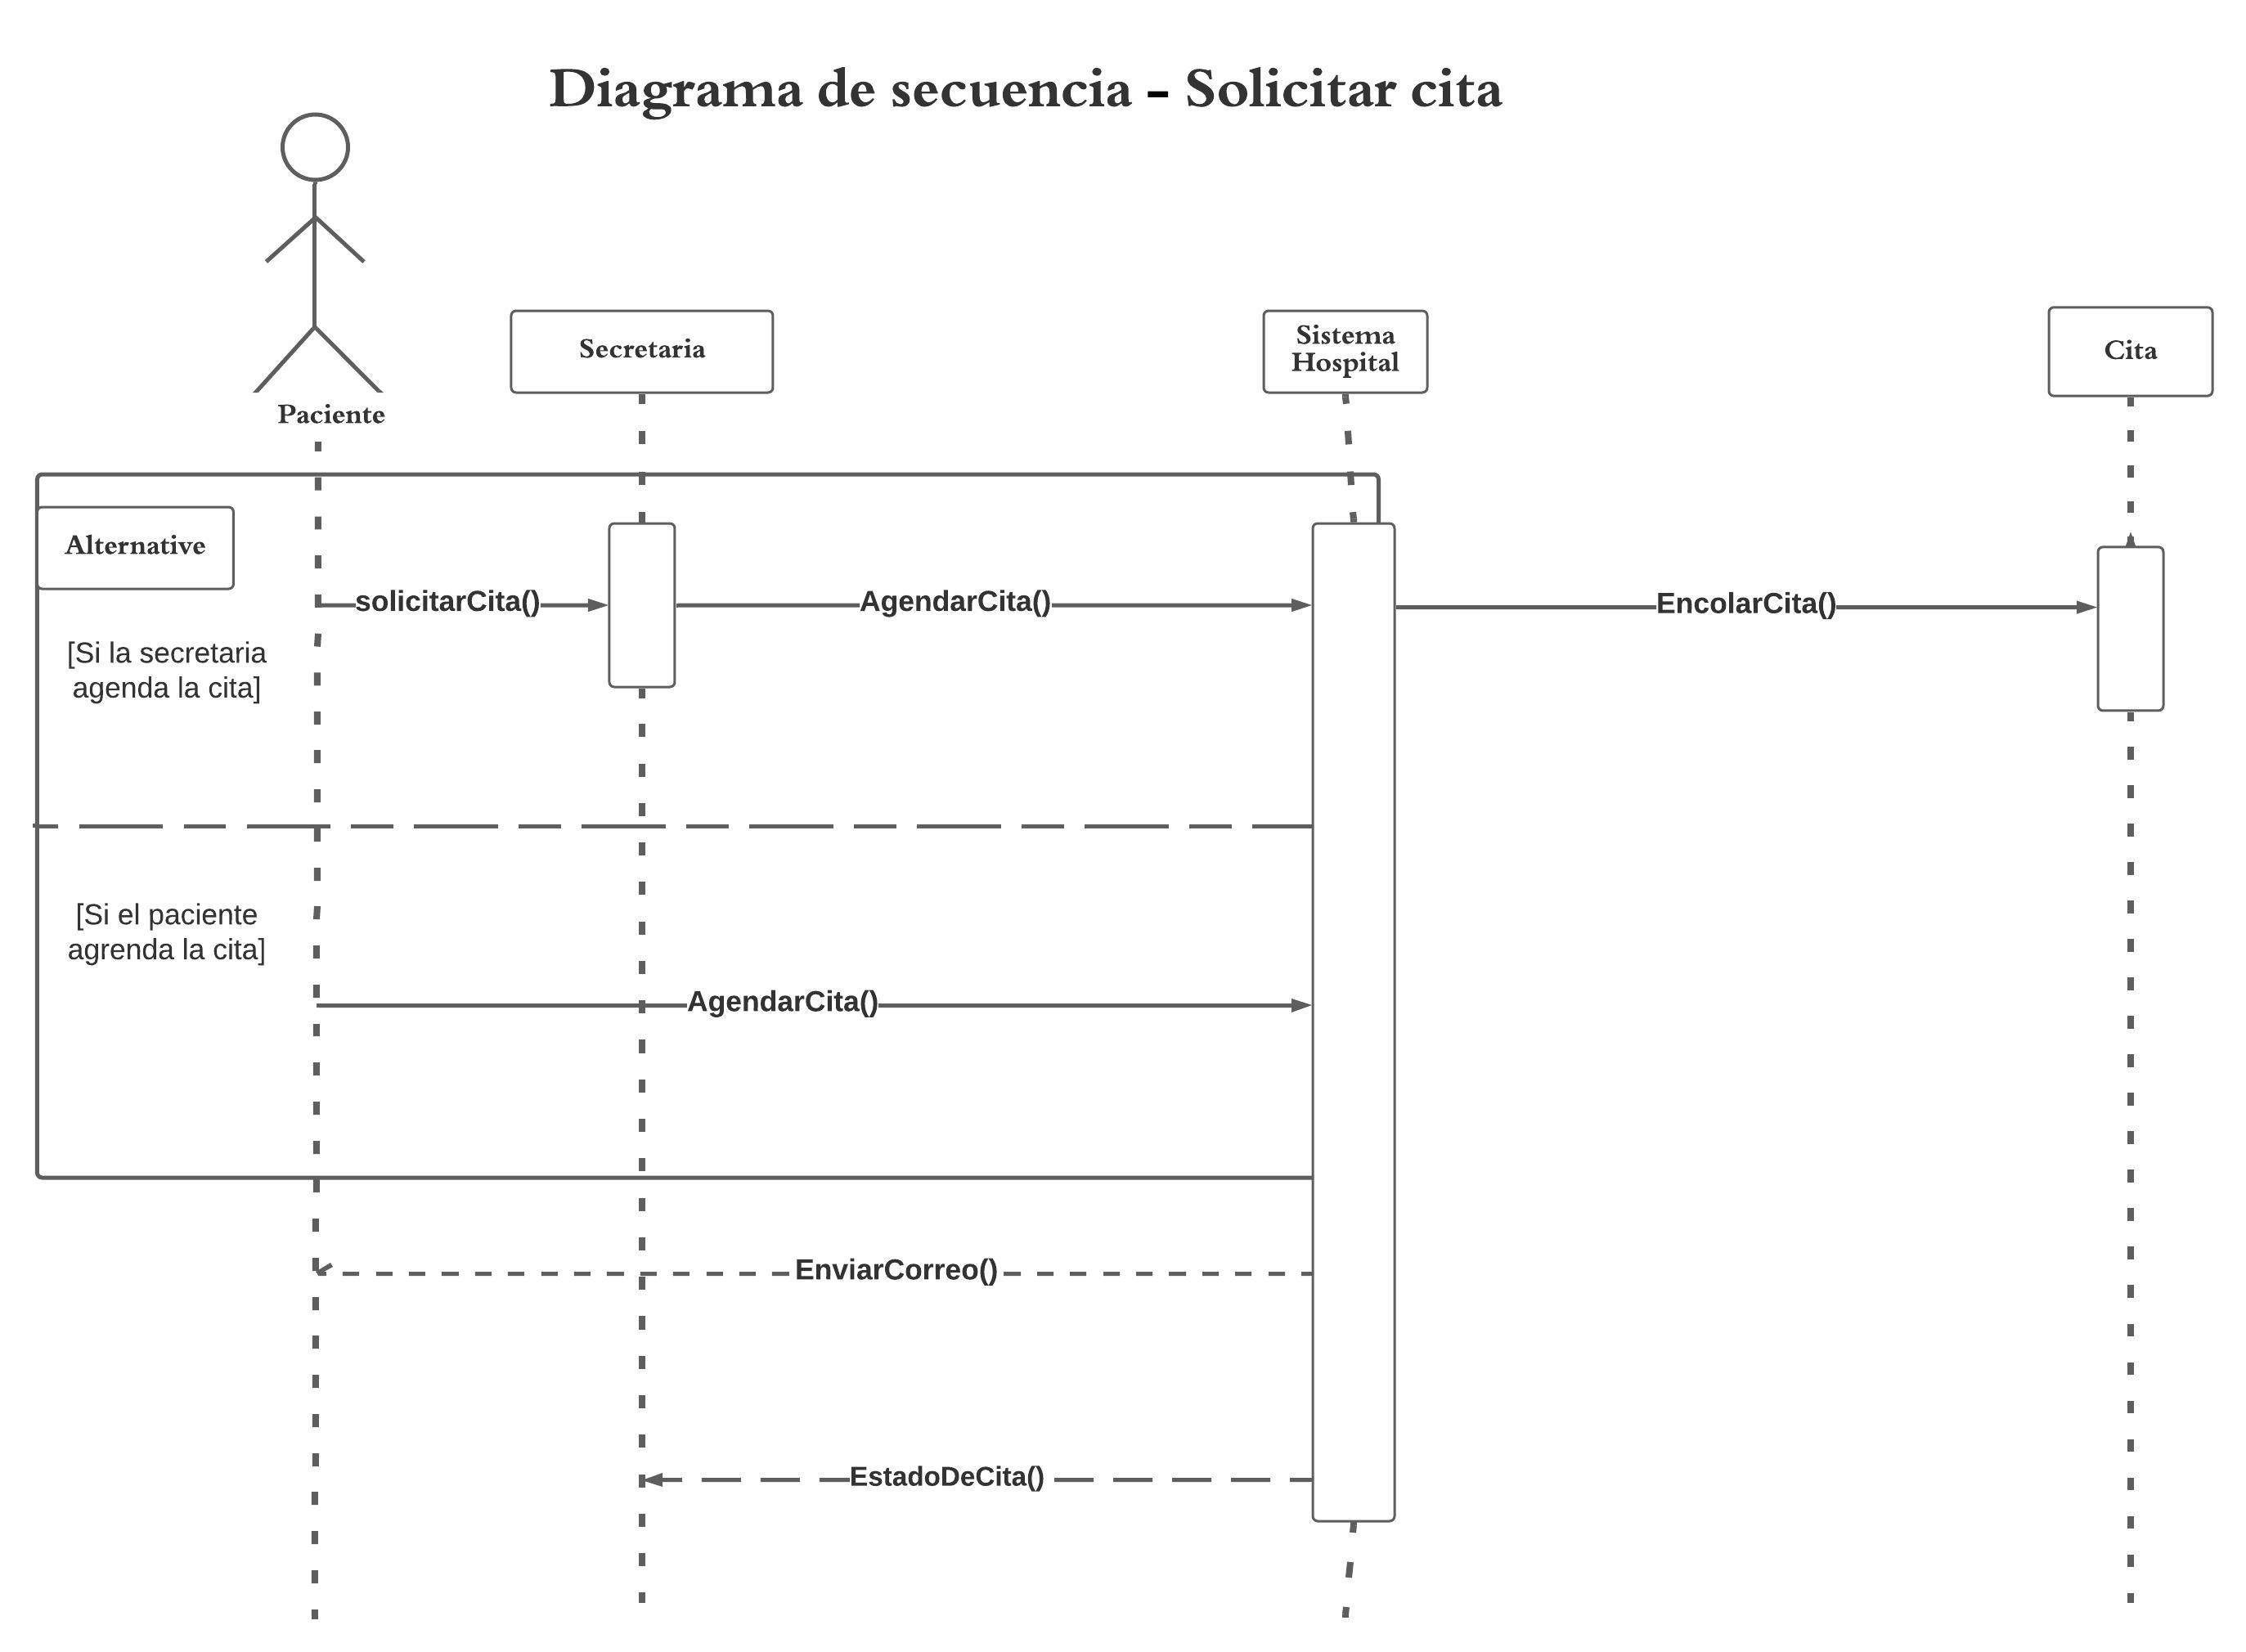 Diagrama de secuencia - Solicitar cita
Paciente
Secretaria
Sistema
Hospital
Cita
Alternative
solicitarCita()
AgendarCita()
EncolarCita()
[Si la secretaria
agenda la cita]
[Si el paciente
agrenda la cita]
AgendarCita()
EnviarCorreo()
EstadoDeCita()